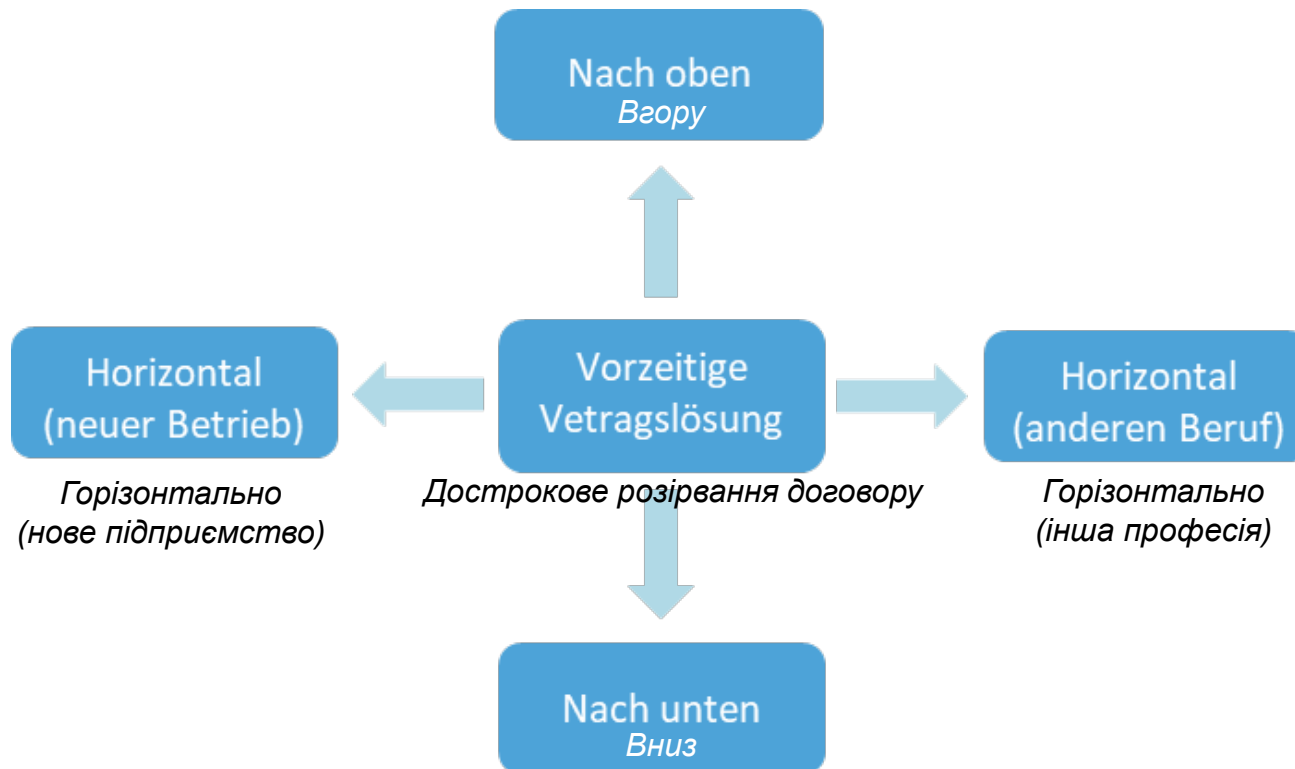 Nach oben
Вгору
Horizontal
(neuer Betrieb)
Горізонтально
(нове підприємство)
Vorzeitige
Vetragslösung
Дострокове розірвання договору
Horizontal
(anderen Beruf)
Горізонтально
(інша професія)
Nach unten
Вниз